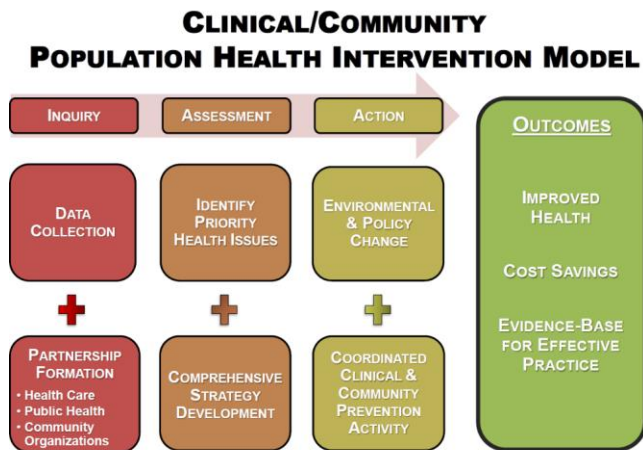 CLINICAL/COMMUNITY
POPULATION HEALTH INTERVENTION MODEL
INQUIRY
ASSESSMENT
ACTION
DATA
COLLECTION
IDENTIFY
PRIORITY
HEALTH ISSUES
ENVIRONMENTAL
& POLICY
CHANGE
PARTNERSHIP
FORMATION
• Health Care
• Public Health
• Community
Organizations
COMPREHENSIVE
STRATEGY
DEVELOPMENT
COORDINATED
CLINICAL &
COMMUNITY
PREVENTION
ACTIVITY
OUTCOMES
IMPROVED
HEALTH
COST SAVINGS
EVIDENCE-BASE
FOR EFFECTIVE
PRACTICE